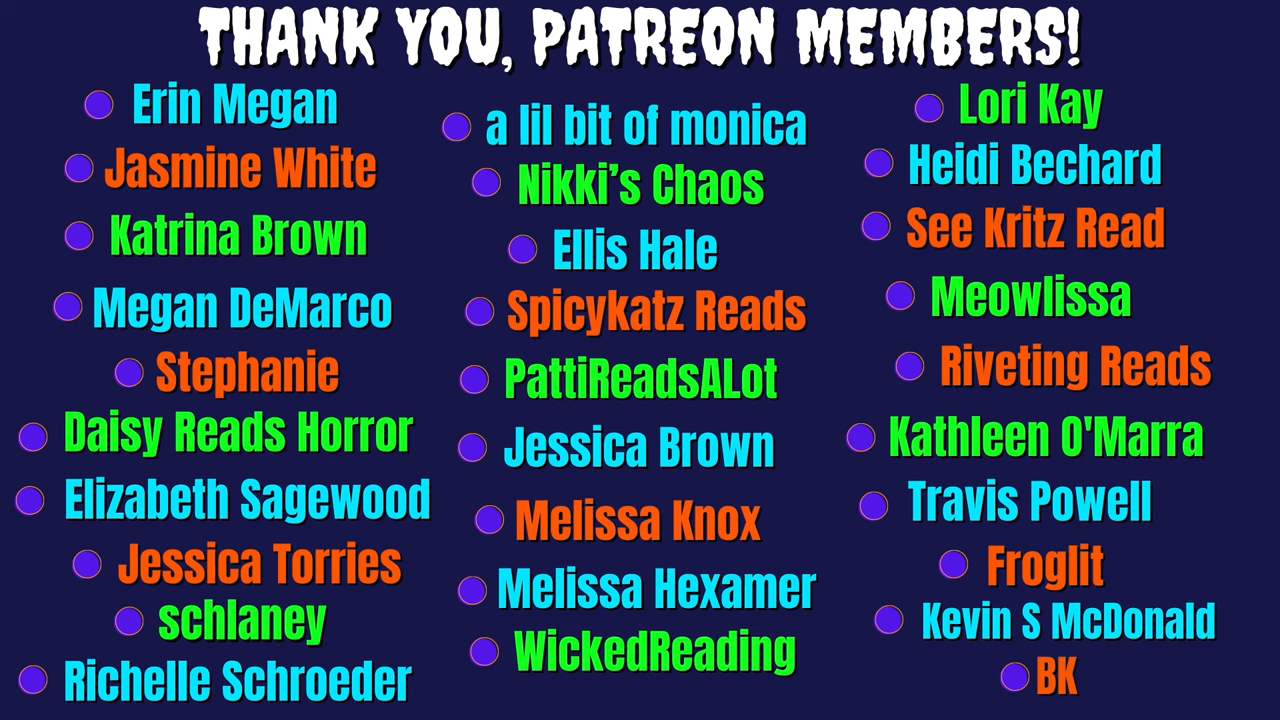 THANK YOU, PATREON MEMBERS!
Erin Megan
Jasmine White
Katrina Brown
Megan DeMarco
Stephanie
Daisy Reads Horror
Elizabeth Sagewood
Jessica Torries
schlaney
Richelle Schroeder
a lil bit of monica
Nikki’s Chaos
Ellis Hale
Spicykatz Reads
PattiReadsALot
Jessica Brown
Melissa Knox
Melissa Hexamer
WickedReading
Lori Kay
Heidi Bechard
See Kritz Read
Meowlissa
Riveting Reads
Kathleen O'Marra
Travis Powell
Froglit
Kevin S McDonald
BK